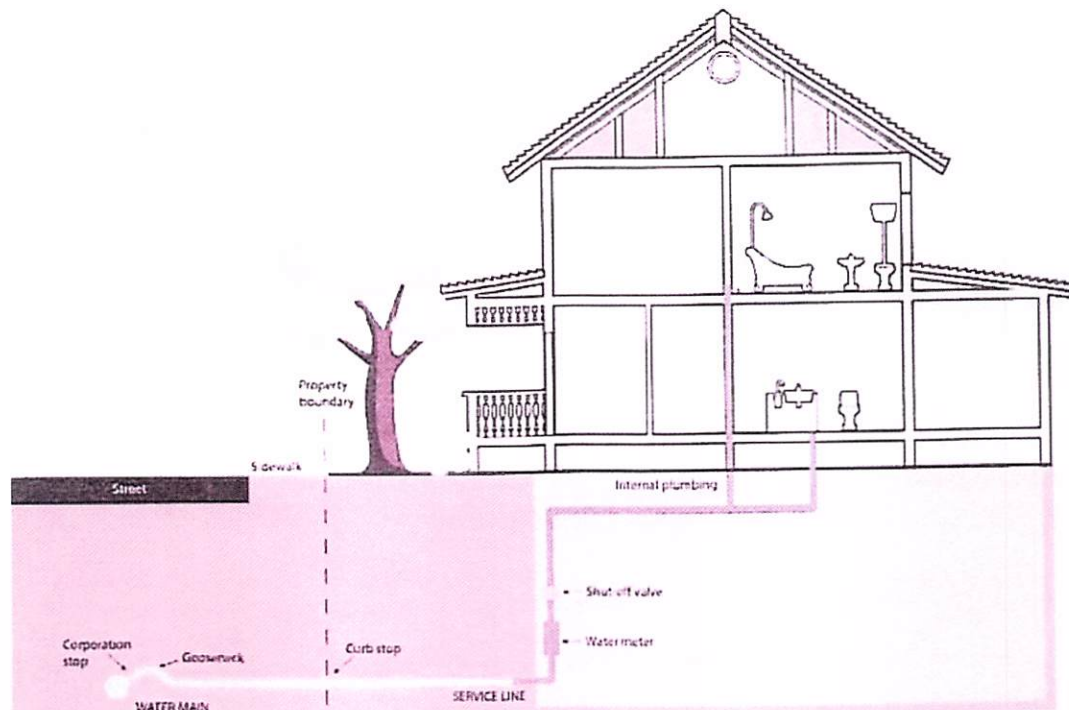 Property
boundary
Sidewalk
Street
Internal plumbing
Shut off valve
Water meter
Corporation
stop
Gooseneck
Curb stop
SERVICE LINE
WATER MAIN